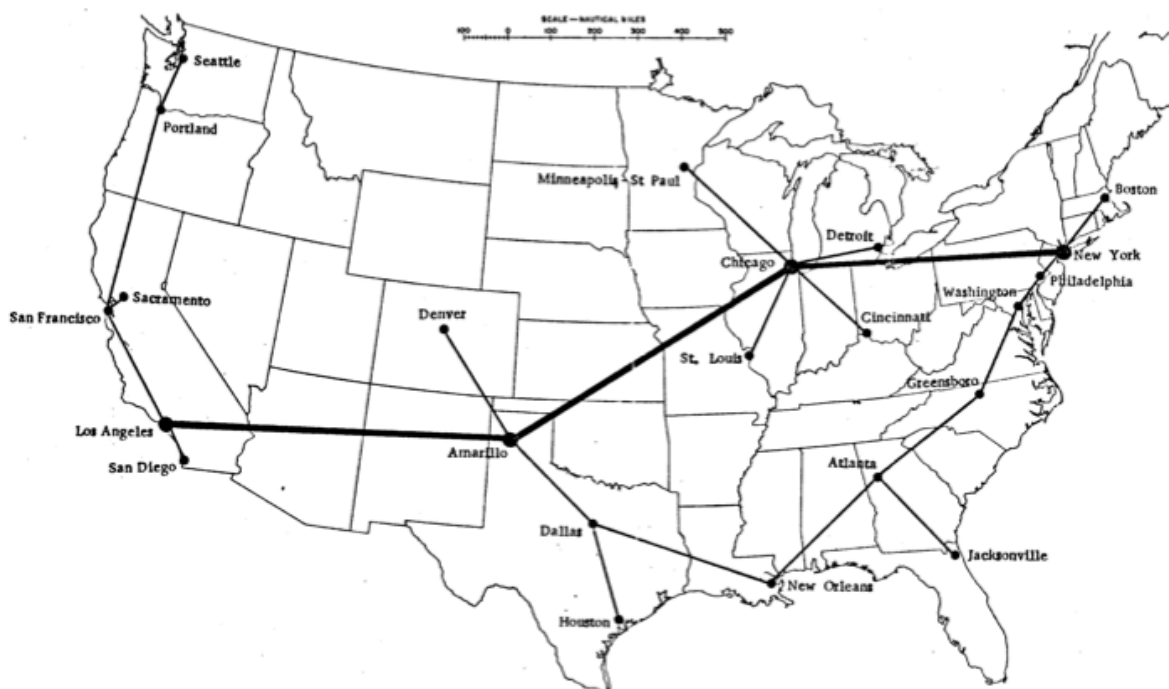 SCALE—NAUTICAL MILES
100 0 100 200 300 400 500
Seattle
Portland
Minneapolis-St Paul
Boston
Detroit
Chicago
New York
Philadelphia
Washington
Sacramento
San Francisco
Denver
Cincinnati
St. Louis
Greensboro
Los Angeles
Amarillo
San Diego
Atlanta
Dallas
Jacksonville
New Orleans
Houston